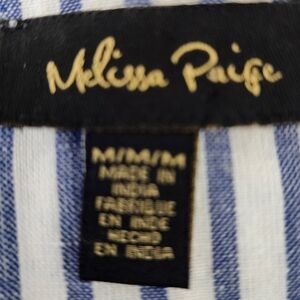 Melissa Paige
M/M/M
MADE IN
INDIA
FABRIQUE
EN INDE
HECHO
EN INDIA